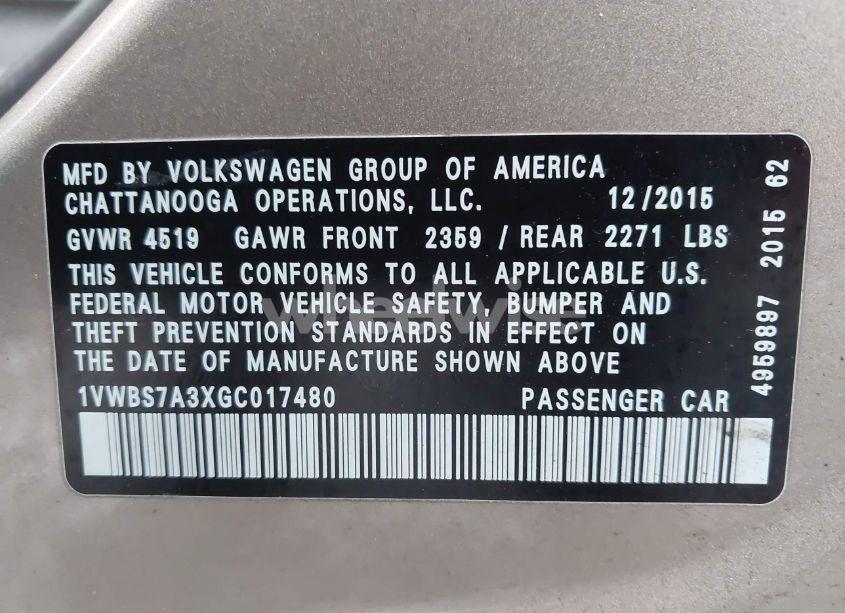 MFD BY VOLKSWAGEN GROUP OF AMERICA
CHATTANOOGA OPERATIONS, LLC. 12/2015
GVWR 4519 GAWR FRONT 2359 / REAR 2271 LBS
THIS VEHICLE CONFORMS TO ALL APPLICABLE U.S.
FEDERAL MOTOR VEHICLE SAFETY, BUMPER AND
THEFT PREVENTION STANDARDS IN EFFECT ON
THE DATE OF MANUFACTURE SHOWN ABOVE
1VWBS7A3XGC017480 PASSENGER CAR
4959897 2015 62
wheelwise